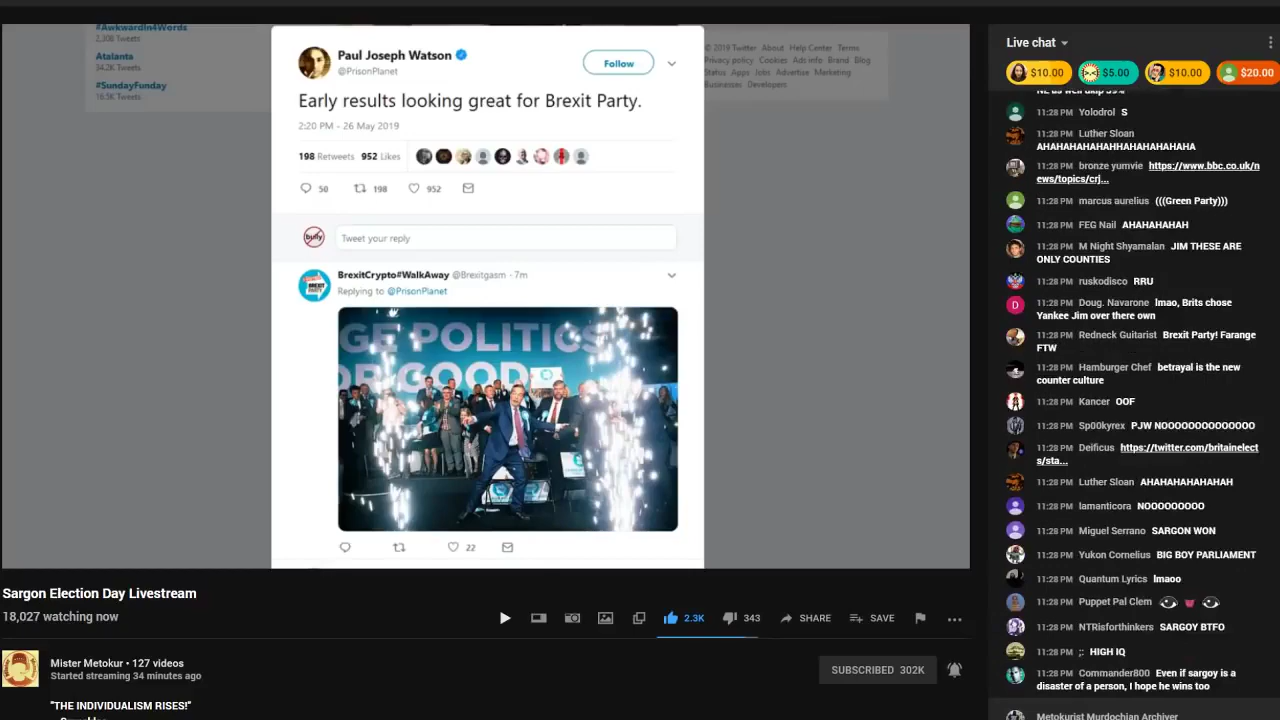 #AwkwardIn4Words
2,308 Tweets
Atalanta
34.2K Tweets
#SundayFunday
16.5K Tweets
Paul Joseph Watson
@PrisonPlanet
Follow
Early results looking great for Brexit Party.
2:20 PM - 26 May 2019
198 Retweets 952 Likes
50 198 952
© 2019 Twitter About Help Center Terms
Privacy policy Cookies Ads info Brand Blog
Status Apps Jobs Advertise Marketing
Businesses Developers
bully
Tweet your reply
BrexitCrypto#WalkAway @Brexitgasm · 7m
Replying to @PrisonPlanet
GE POLITICS
OR GOOD
BREXIT
PARTY
22
Sargon Election Day Livestream
18,027 watching now
2.3K 343 SHARE SAVE
Mister Metokur • 127 videos
Started streaming 34 minutes ago
SUBSCRIBED 302K
"THE INDIVIDUALISM RISES!"
Live chat
$10.00 $5.00 $10.00 $20.00
11:28 PM Yolodrol S
11:28 PM Luther Sloan
AHAHAHAHAHAHHAHAHAHAHAHA
11:28 PM bronze yumvie https://www.bbc.co.uk/n
ews/topics/crj...
11:28 PM marcus aurelius (((Green Party)))
11:28 PM FEG Nail AHAHAHAHAH
11:28 PM M Night Shyamalan JIM THESE ARE
ONLY COUNTIES
11:28 PM ruskodisco RRU
11:28 PM Doug. Navarone lmao, Brits chose
Yankee Jim over there own
11:28 PM Redneck Guitarist Brexit Party! Farange
FTW
11:28 PM Hamburger Chef betrayal is the new
counter culture
11:28 PM Kancer OOF
11:28 PM Sp00kyrex PJW NOOOOOOOOOOOOOO
11:28 PM Deificus https://twitter.com/britainelect
s/sta...
11:28 PM Luther Sloan AHAHAHAHAHAH
11:28 PM lamanticora NOOOOOOOOO
11:28 PM Miguel Serrano SARGON WON
11:28 PM Yukon Cornelius BIG BOY PARLIAMENT
11:28 PM Quantum Lyrics lmaoo
11:28 PM Puppet Pal Clem
11:28 PM NTRisforthinkers SARGOY BTFO
11:28 PM ;: HIGH IQ
11:28 PM Commander800 Even if sargoy is a
disaster of a person, I hope he wins too
Metokurist Murdochian Archiver